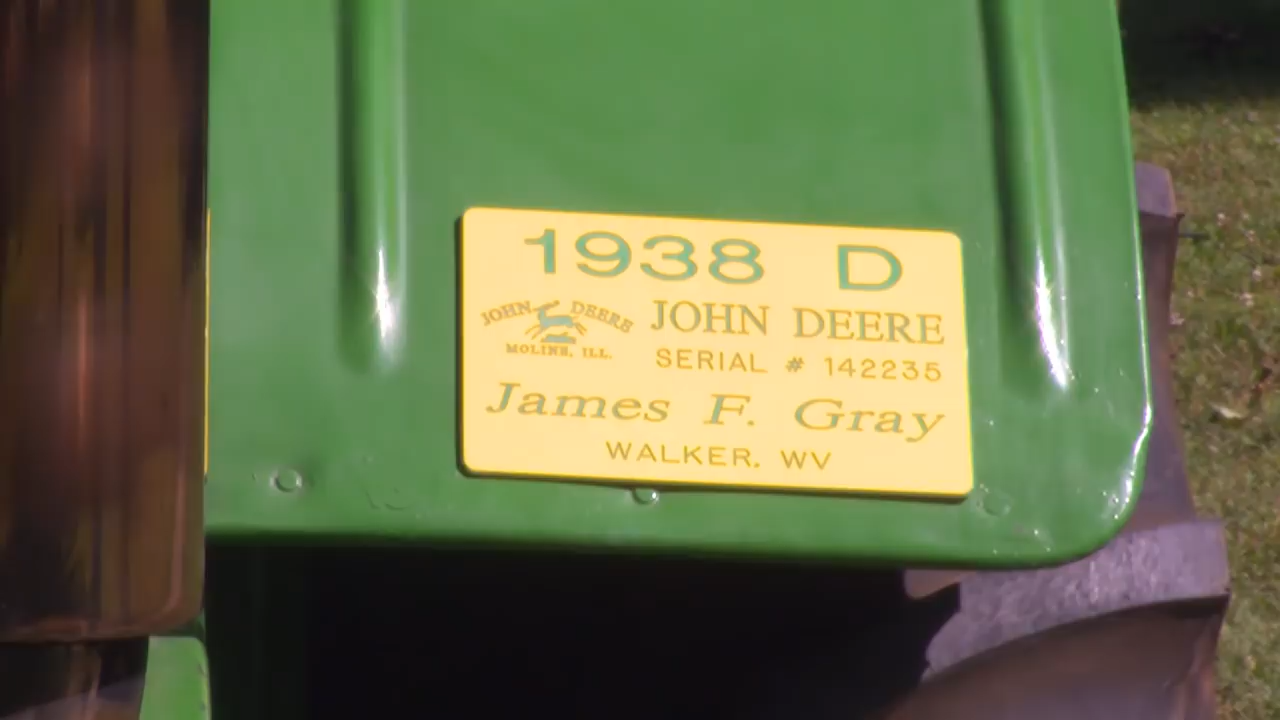 1938 D
JOHN DEERE
MOLINE, ILL.
JOHN DEERE
SERIAL # 142235
James F. Gray
WALKER, WV